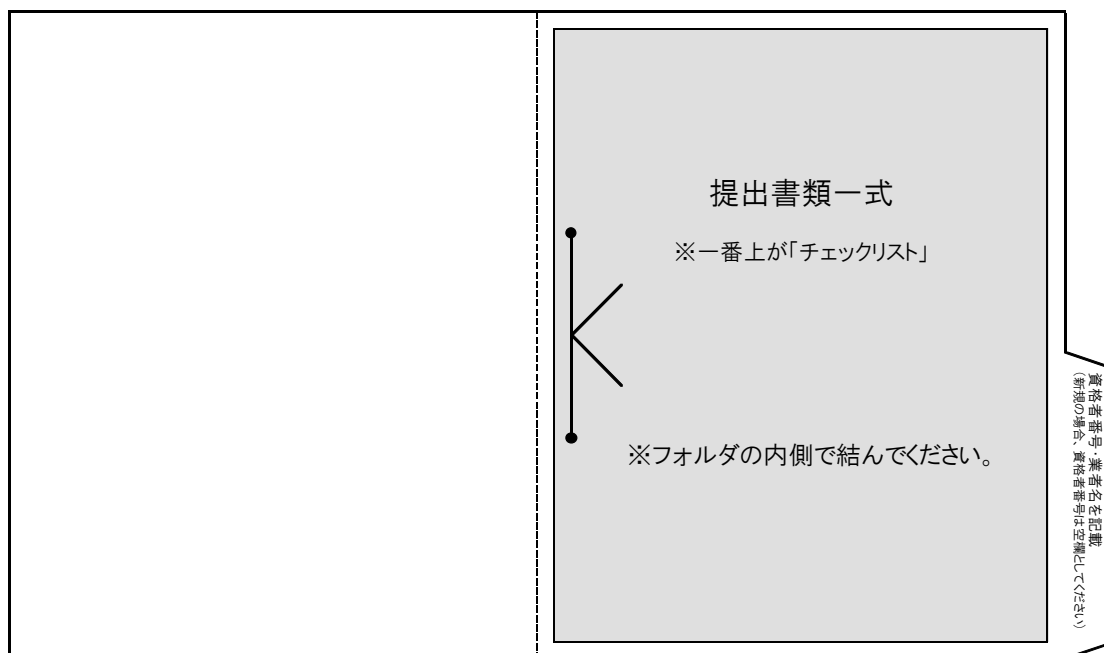 提出書類一式
※一番上が「チェックリスト」
※フォルダの内側で結んでください。
資格者番号・業者名を記載
(新規の場合、資格者番号は空欄としてください)